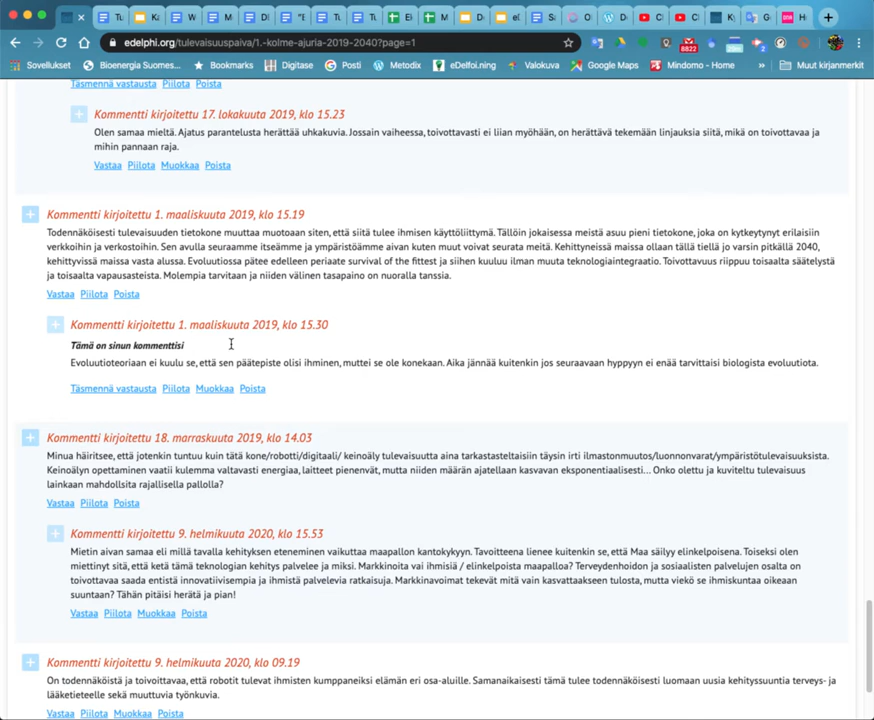 Tu
Ka
W
M
Di
"E
Tu
Tu
Ei
M
D
el
Sa
O
D
C
C
Ky
G
H
edelphi.org/tulevaisuuspaiva/1.-kolme-ajuria-2019-2040?page=1
8822
Sovellukset
Bioenergia Suomes...
Bookmarks
Digitase
Posti
Metodix
eDelfoi.ning
Valokuva
Google Maps
Mindomo - Home
»
Muut kirjanmerkit
Täsmennä vastausta Piilota Poista
Kommentti kirjoitettu 17. lokakuuta 2019, klo 15.23
Olen samaa mieltä. Ajatus parantelusta herättää uhkakuvia. Jossain vaiheessa, toivottavasti ei liian myöhään, on herättävä tekemään linjauksia siitä, mikä on toivottavaa ja
mihin pannaan raja.
Vastaa Piilota Muokkaa Poista
Kommentti kirjoitettu 1. maaliskuuta 2019, klo 15.19
Todennäköisesti tulevaisuuden tietokone muuttaa muotoaan siten, että siitä tulee ihmisen käyttöliittymä. Tällöin jokaisessa meistä asuu pieni tietokone, joka on kytkeytynyt erilaisiin
verkkoihin ja verkostoihin. Sen avulla seuraamme itseämme ja ympäristöämme aivan kuten muut voivat seurata meitä. Kehittyneissä maissa ollaan tällä tiellä jo varsin pitkällä 2040,
kehittyvissä maissa vasta alussa. Evoluutiossa pätee edelleen periaate survival of the fittest ja siihen kuuluu ilman muuta teknologiaintegraatio. Toivottavuus riippuu toisaalta säätelystä
ja toisaalta vapausasteista. Molempia tarvitaan ja niiden välinen tasapaino on nuoralla tanssia.
Vastaa Piilota Poista
Kommentti kirjoitettu 1. maaliskuuta 2019, klo 15.30
Tämä on sinun kommenttisi
Evoluutioteoriaan ei kuulu se, että sen päätepiste olisi ihminen, muttei se ole konekaan. Aika jännää kuitenkin jos seuraavaan hyppyyn ei enää tarvittaisi biologista evoluutiota.
Täsmennä vastausta Piilota Muokkaa Poista
Kommentti kirjoitettu 18. marraskuuta 2019, klo 14.03
Minua häiritsee, että jotenkin tuntuu kuin tätä kone/robotti/digitaali/ keinoäly tulevaisuutta aina tarkastasteltaisiin täysin irti ilmastonmuutos/luonnonvarat/ympäristötulevaisuuksista.
Keinoälyn opettaminen vaatii kulemma valtavasti energiaa, laitteet pienenvät, mutta niiden määrän ajatellaan kasvavan eksponentiaalisesti... Onko olettu ja kuviteltu tulevaisuus
lainkaan mahdollsita rajallisella pallolla?
Vastaa Piilota Poista
Kommentti kirjoitettu 9. helmikuuta 2020, klo 15.53
Mietin aivan samaa eli millä tavalla kehityksen eteneminen vaikuttaa maapallon kantokykyyn. Tavoitteena lienee kuitenkin se, että Maa säilyy elinkelpoisena. Toiseksi olen
miettinyt sitä, että ketä tämä teknologian kehitys palvelee ja miksi. Markkinoita vai ihmisiä / elinkelpoista maapalloa? Terveydenhoidon ja sosiaalisten palvelujen osalta on
toivottavaa saada entistä innovatiivisempia ja ihmistä palvelevia ratkaisuja. Markkinavoimat tekevät mitä vain kasvattaakseen tulosta, mutta viekö se ihmiskuntaa oikeaan
suuntaan? Tähän pitäisi herätä ja pian!
Vastaa Piilota Muokkaa Poista
Kommentti kirjoitettu 9. helmikuuta 2020, klo 09.19
On todennäköistä ja toivoittavaa, että robotit tulevat ihmisten kumppaneiksi elämän eri osa-aluille. Samanaikaisesti tämä tulee todennäköisesti luomaan uusia kehityssuuntia terveys- ja
lääketieteelle sekä muuttuvia työnkuvia.
Vastaa Piilota Muokkaa Poista